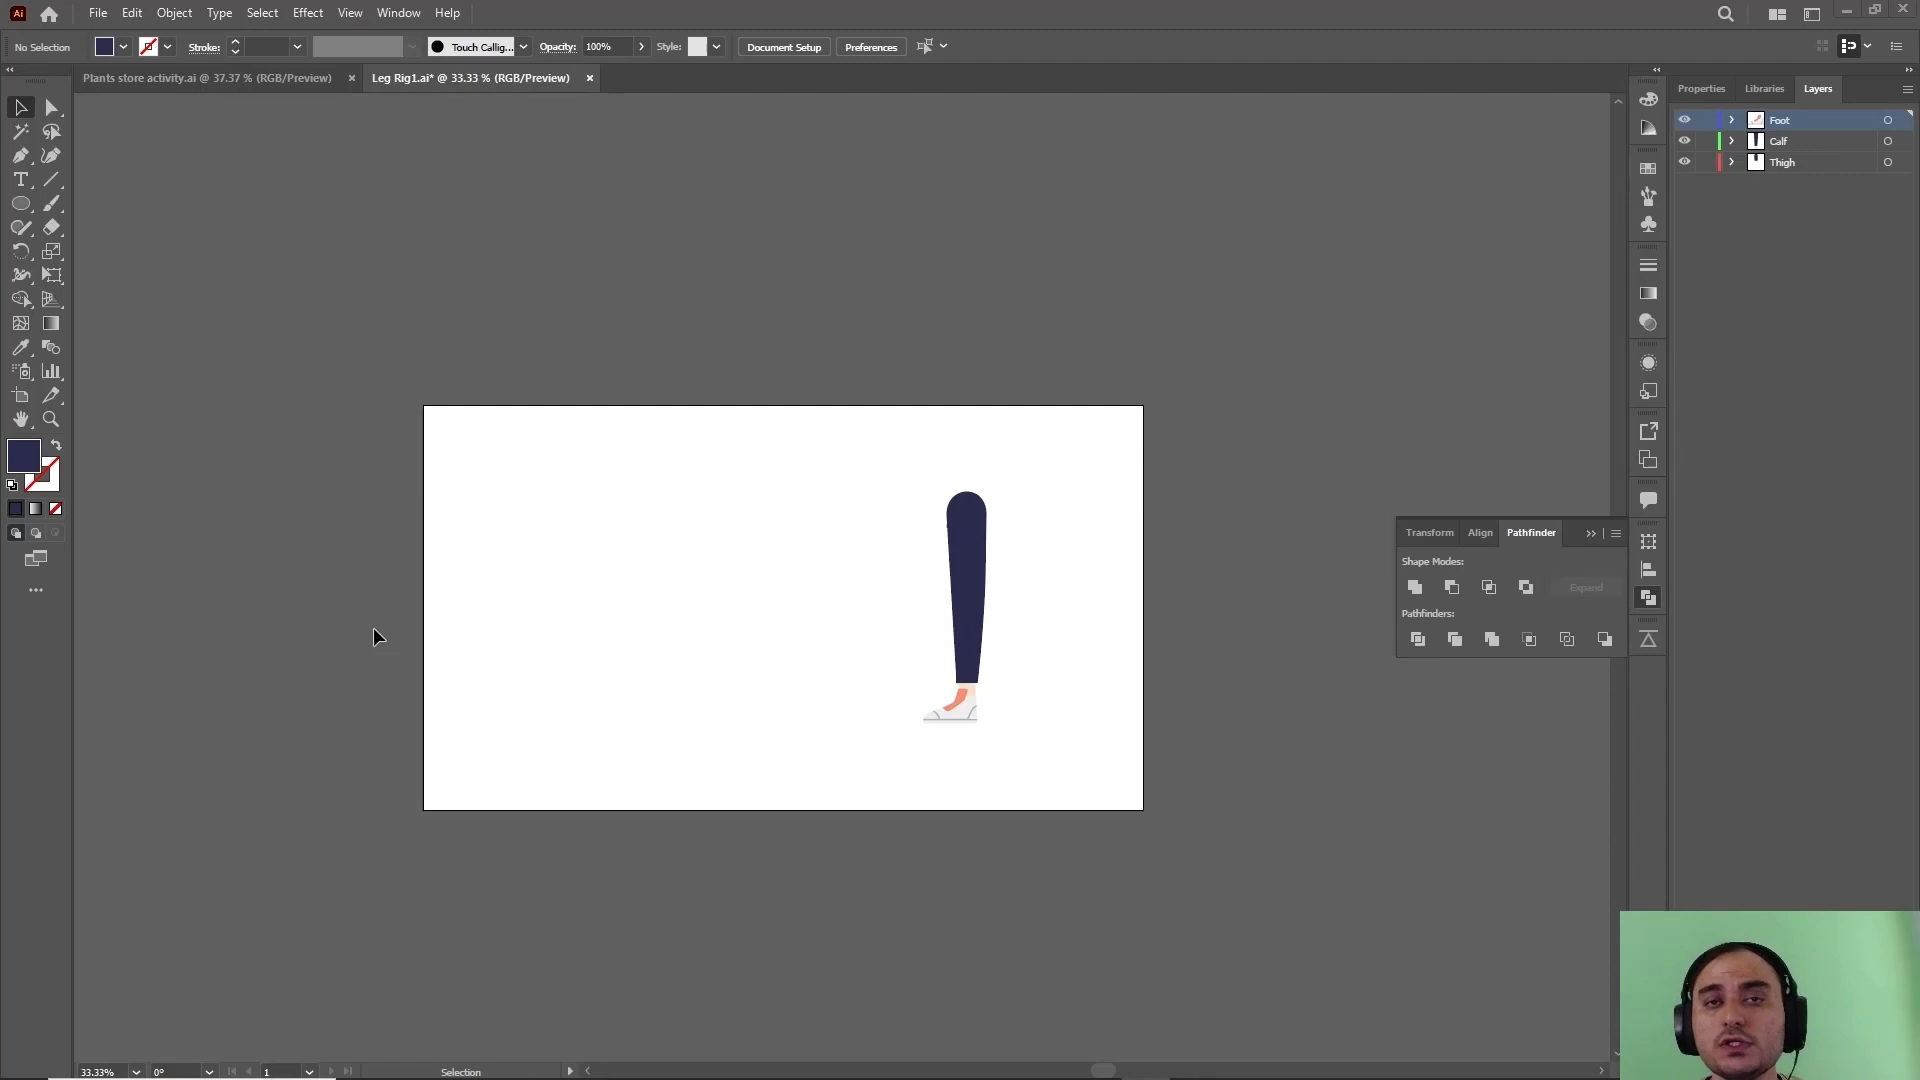 Ai File Edit Object Type Select Effect View Window Help
No Selection Stroke: Touch Callig... Opacity: 100% Style: Document Setup Preferences
Plants store activity.ai @ 37.37 % (RGB/Preview) Leg Rig1.ai* @ 33.33 % (RGB/Preview)
Properties Libraries Layers
Foot
Calf
Thigh
Transform Align Pathfinder
Shape Modes:
Expand
Pathfinders:
33.33% 0° 1 Selection